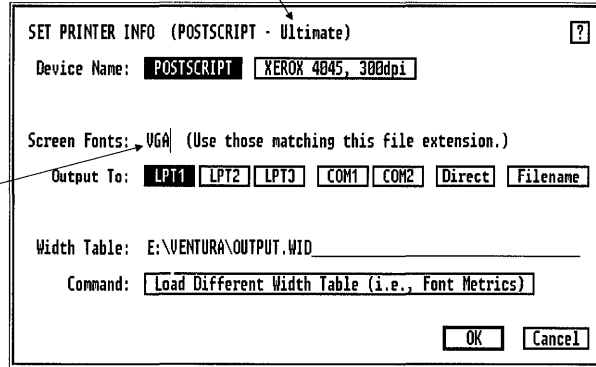 SET PRINTER INFO (POSTSCRIPT - Ultimate) ?
Device Name: POSTSCRIPT XEROX 4045, 300dpi
Screen Fonts: VGA (Use those matching this file extension.)
Output To: LPT1 LPT2 LPT3 COM1 COM2 Direct Filename
Width Table: E:\VENTURA\OUTPUT.WID
Command: Load Different Width Table (i.e., Font Metrics)
OK Cancel